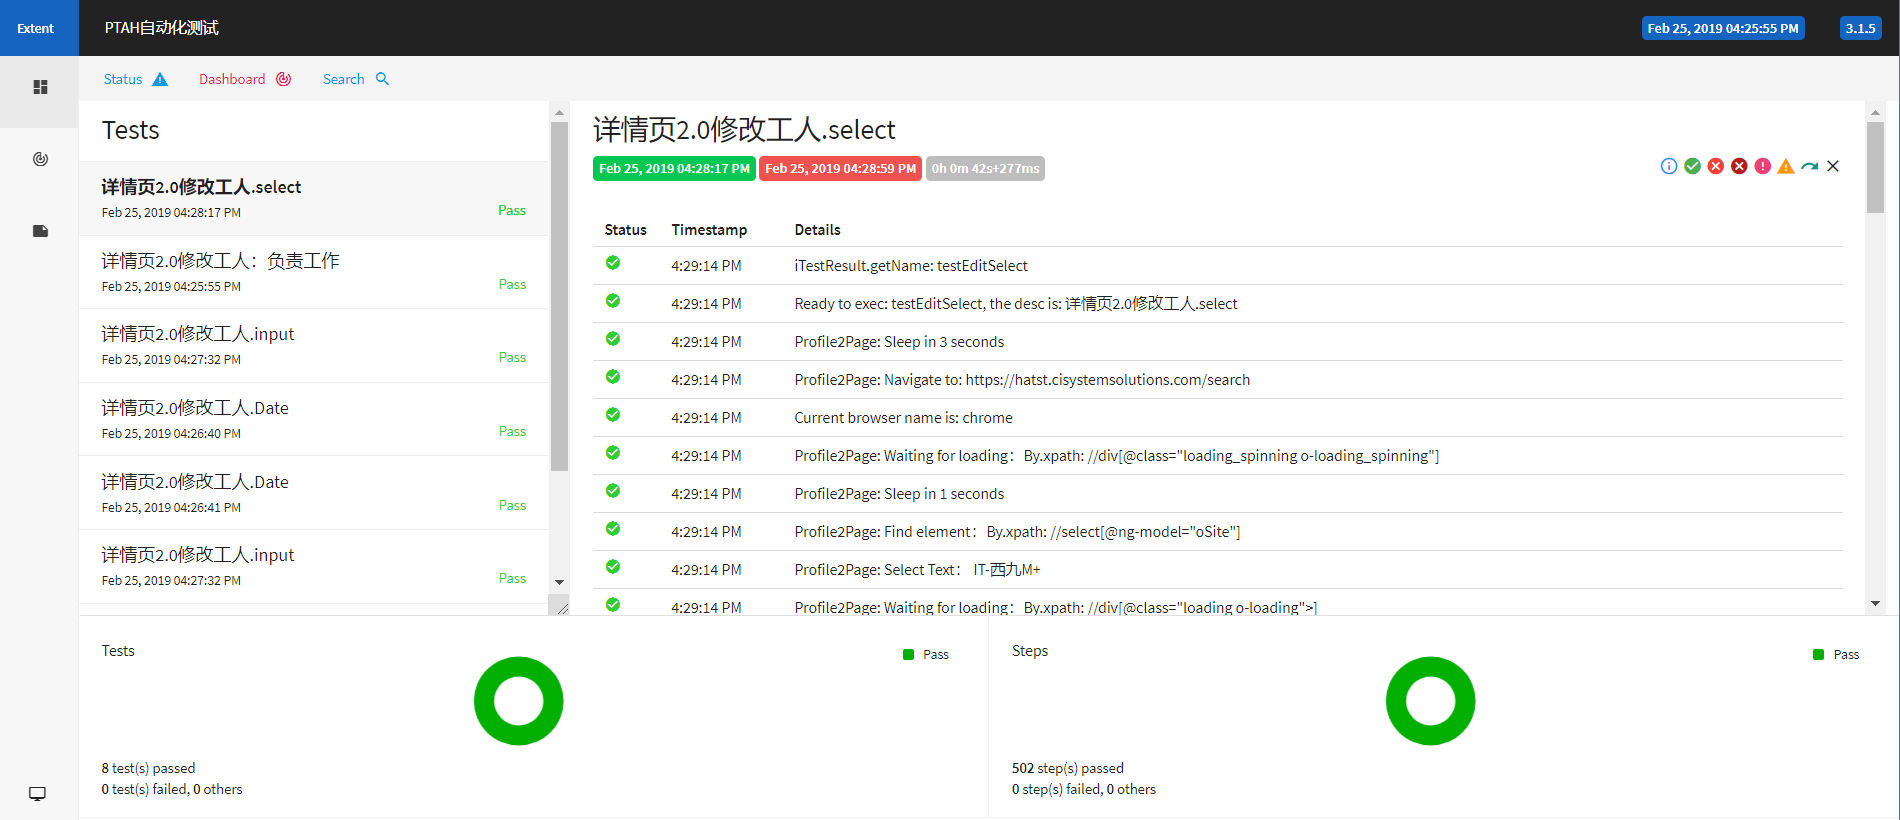 Extent
PTAH自动化测试
Feb 25, 2019 04:25:55 PM
3.1.5
Status
Dashboard
Search
Tests
详情页2.0修改工人.select
Feb 25, 2019 04:28:17 PM
Pass
详情页2.0修改工人：负责工作
Feb 25, 2019 04:25:55 PM
Pass
详情页2.0修改工人.input
Feb 25, 2019 04:27:32 PM
Pass
详情页2.0修改工人.Date
Feb 25, 2019 04:26:40 PM
Pass
详情页2.0修改工人.Date
Feb 25, 2019 04:26:41 PM
Pass
详情页2.0修改工人.input
Feb 25, 2019 04:27:32 PM
Pass
详情页2.0修改工人.select
Feb 25, 2019 04:28:17 PM Feb 25, 2019 04:28:59 PM 0h 0m 42s+277ms
Status Timestamp Details
4:29:14 PM iTestResult.getName: testEditSelect
4:29:14 PM Ready to exec: testEditSelect, the desc is: 详情页2.0修改工人.select
4:29:14 PM Profile2Page: Sleep in 3 seconds
4:29:14 PM Profile2Page: Navigate to: https://hatst.cisystemsolutions.com/search
4:29:14 PM Current browser name is: chrome
4:29:14 PM Profile2Page: Waiting for loading：By.xpath: //div[@class="loading_spinning o-loading_spinning"]
4:29:14 PM Profile2Page: Sleep in 1 seconds
4:29:14 PM Profile2Page: Find element：By.xpath: //select[@ng-model="oSite"]
4:29:14 PM Profile2Page: Select Text： IT-西九M+
4:29:14 PM Profile2Page: Waiting for loading：By.xpath: //div[@class="loading o-loading">]
Tests
Pass
8 test(s) passed
0 test(s) failed, 0 others
Steps
Pass
502 step(s) passed
0 step(s) failed, 0 others